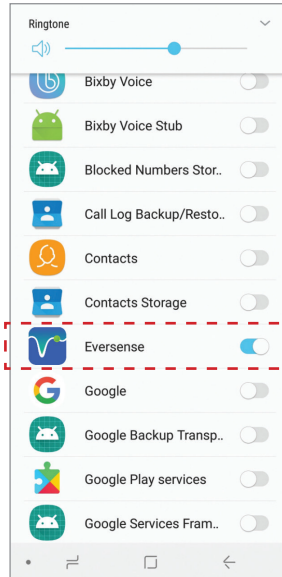 Ringtone
Bixby Voice
Bixby Voice Stub
Blocked Numbers Stor..
Call Log Backup/Resto..
Contacts
Contacts Storage
Eversense
Google
Google Backup Transp..
Google Play services
Google Services Fram..